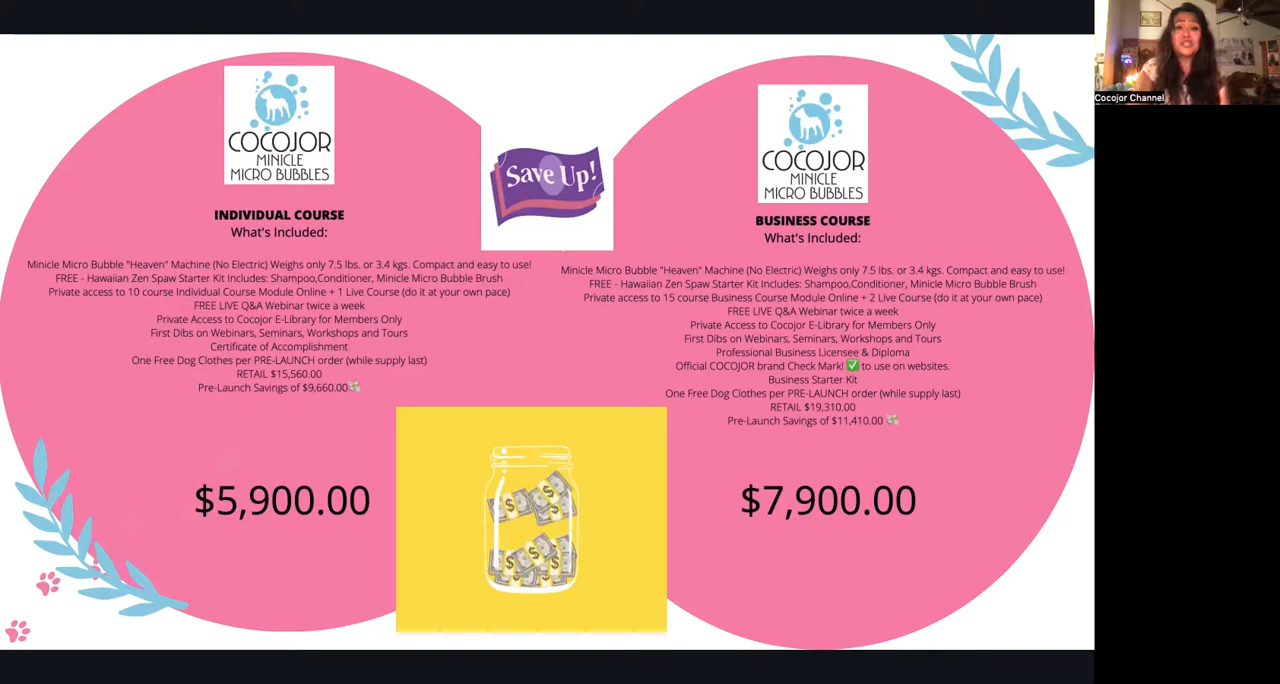 COCOJOR
MINICLE
MICRO BUBBLES
INDIVIDUAL COURSE
What's Included:
Minicle Micro Bubble "Heaven" Machine (No Electric) Weighs only 7.5 lbs. or 3.4 kgs. Compact and easy to use!
FREE - Hawaiian Zen Spaw Starter Kit Includes: Shampoo,Conditioner, Minicle Micro Bubble Brush
Private access to 10 course Individual Course Module Online + 1 Live Course (do it at your own pace)
FREE LIVE Q&A Webinar twice a week
Private Access to Cocojor E-Library for Members Only
First Dibs on Webinars, Seminars, Workshops and Tours
Certificate of Accomplishment
One Free Dog Clothes per PRE-LAUNCH order (while supply last)
RETAIL $15,560.00
Pre-Launch Savings of $9,660.00💸
$5,900.00
Save Up!
COCOJOR
MINICLE
MICRO BUBBLES
BUSINESS COURSE
What's Included:
Minicle Micro Bubble "Heaven" Machine (No Electric) Weighs only 7.5 lbs. or 3.4 kgs. Compact and easy to use!
FREE - Hawaiian Zen Spaw Starter Kit Includes: Shampoo,Conditioner, Minicle Micro Bubble Brush
Private access to 15 course Business Course Module Online + 2 Live Course (do it at your own pace)
FREE LIVE Q&A Webinar twice a week
Private Access to Cocojor E-Library for Members Only
First Dibs on Webinars, Seminars, Workshops and Tours
Professional Business Licensee & Diploma
Official COCOJOR brand Check Mark! ✅ to use on websites.
Business Starter Kit
One Free Dog Clothes per PRE-LAUNCH order (while supply last)
RETAIL $19,310.00
Pre-Launch Savings of $11,410.00 💸
$7,900.00
Cocojor Channel